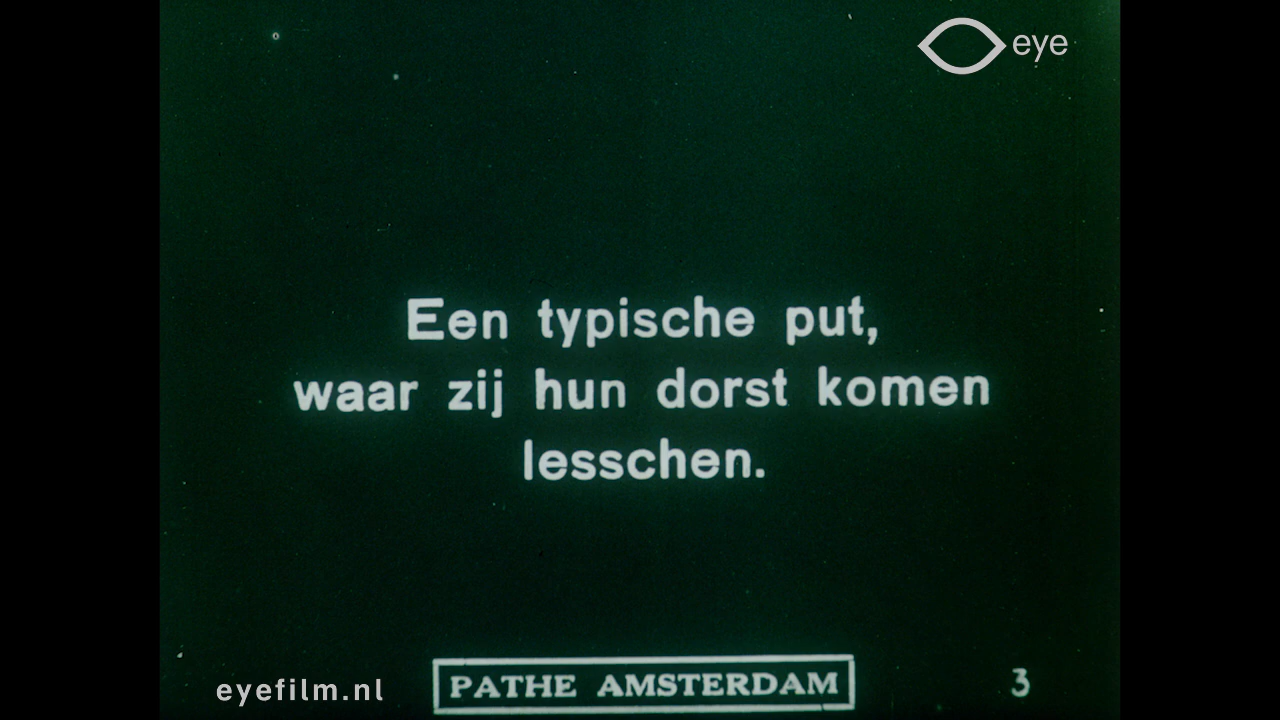 eye
Een typische put,
waar zij hun dorst komen
lesschen.
eyefilm.nl
PATHE AMSTERDAM
3